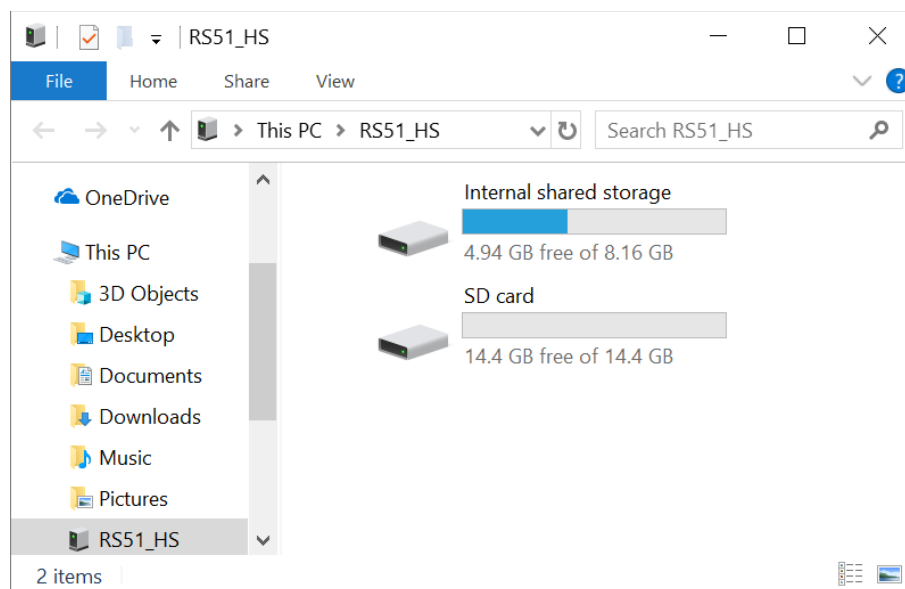 RS51_HS
File Home Share View
?
This PC > RS51_HS
Search RS51_HS
OneDrive
This PC
3D Objects
Desktop
Documents
Downloads
Music
Pictures
RS51_HS
Internal shared storage
4.94 GB free of 8.16 GB
SD card
14.4 GB free of 14.4 GB
2 items